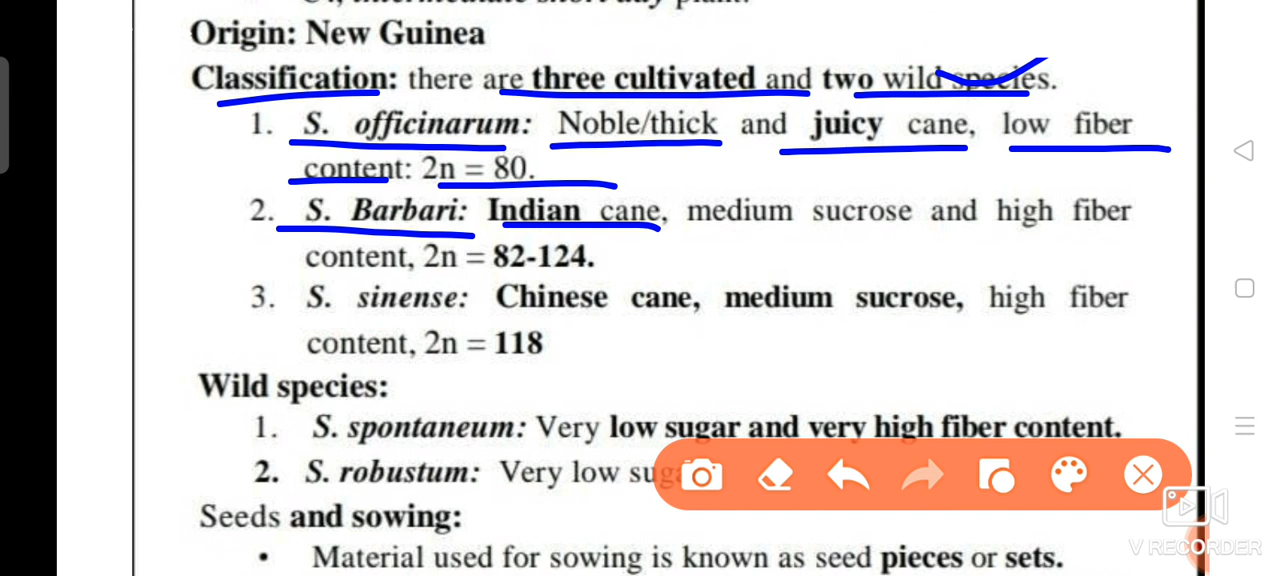 Origin: New Guinea
Classification: there are three cultivated and two wild species.
1. S. officinarum: Noble/thick and juicy cane, low fiber
content: 2n = 80.
2. S. Barbari: Indian cane, medium sucrose and high fiber
content, 2n = 82-124.
3. S. sinense: Chinese cane, medium sucrose, high fiber
content, 2n = 118
Wild species:
1. S. spontaneum: Very low sugar and very high fiber content.
2. S. robustum: Very low
Seeds and sowing:
• Material used for sowing is known as seed pieces or sets.
V RECORDER